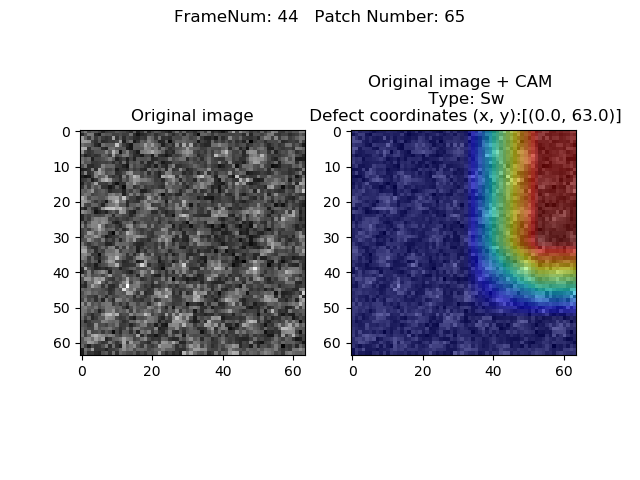 FrameNum: 44   Patch Number: 65
Original image
Original image + CAM
Type: Sw
Defect coordinates (x, y):[(0.0, 63.0)]
0
10
20
30
40
50
60
0 20 40 60
0
10
20
30
40
50
60
0 20 40 60